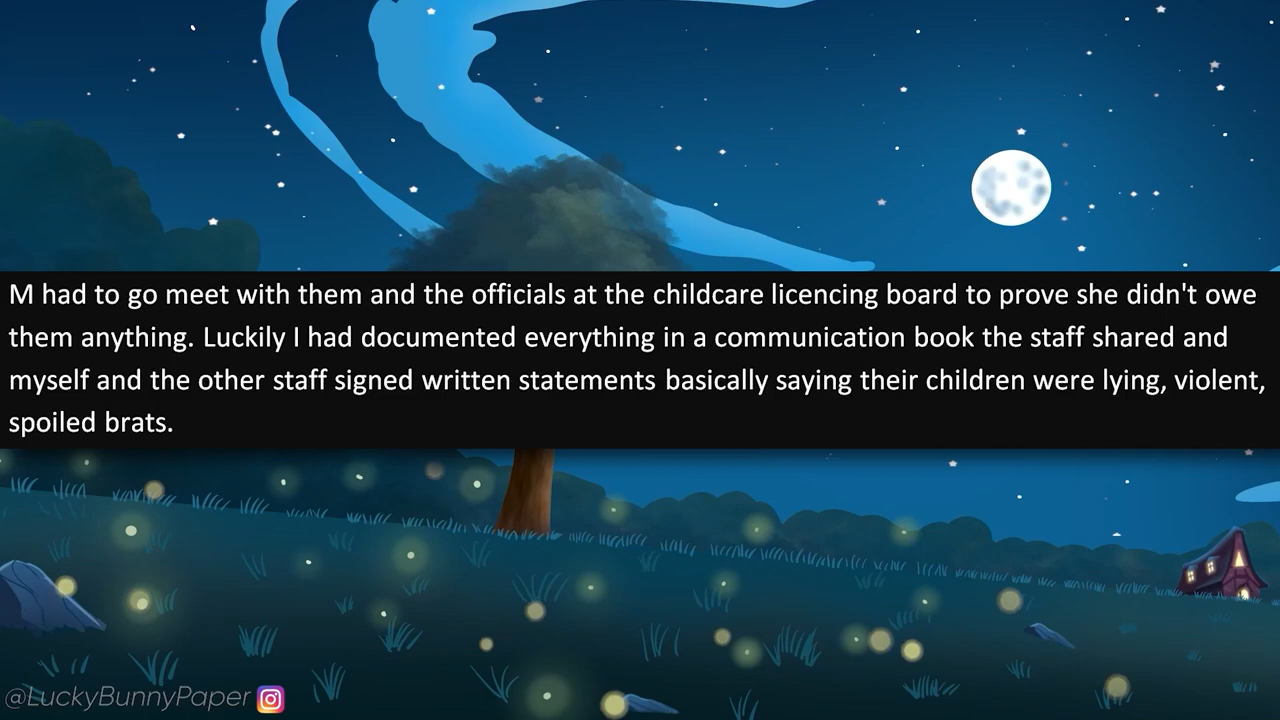 M had to go meet with them and the officials at the childcare licencing board to prove she didn't owe
them anything. Luckily I had documented everything in a communication book the staff shared and
myself and the other staff signed written statements basically saying their children were lying, violent,
spoiled brats.
@LuckyBunnyPaper